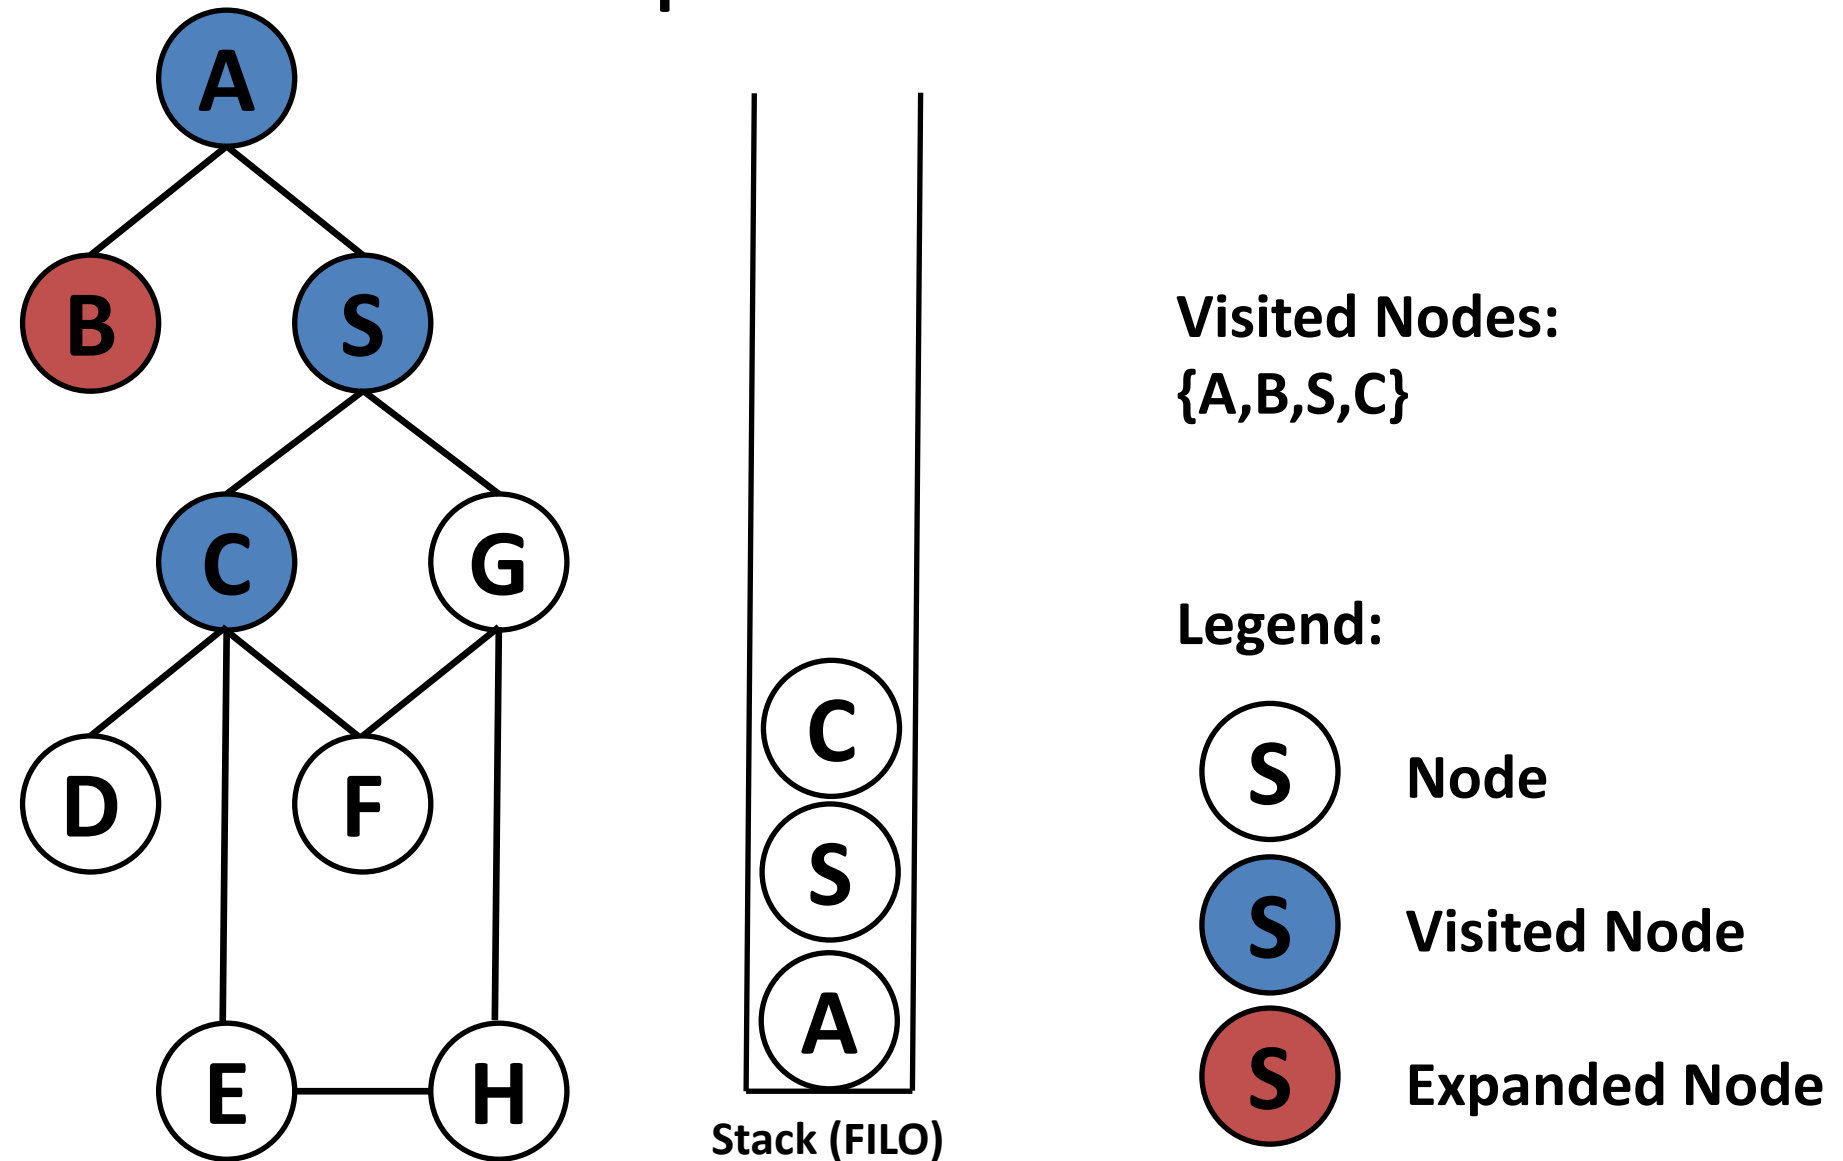 A
B
S
C
G
D
F
E
H
C
S
A
Stack (FILO)
Visited Nodes:
{A,B,S,C}
Legend:
S Node
S Visited Node
S Expanded Node